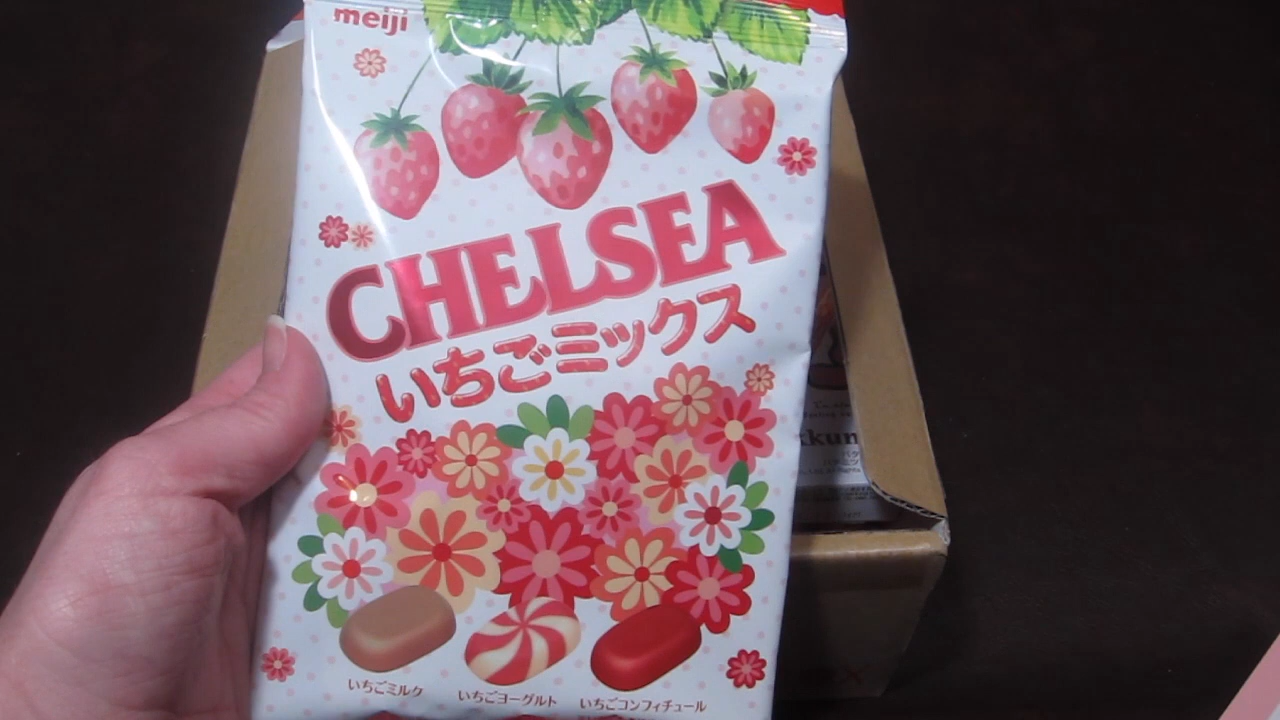 meiji
CHELSEA
いちごミックス
いちごミルク
いちごヨーグルト
いちごコンフィチュール
kkun